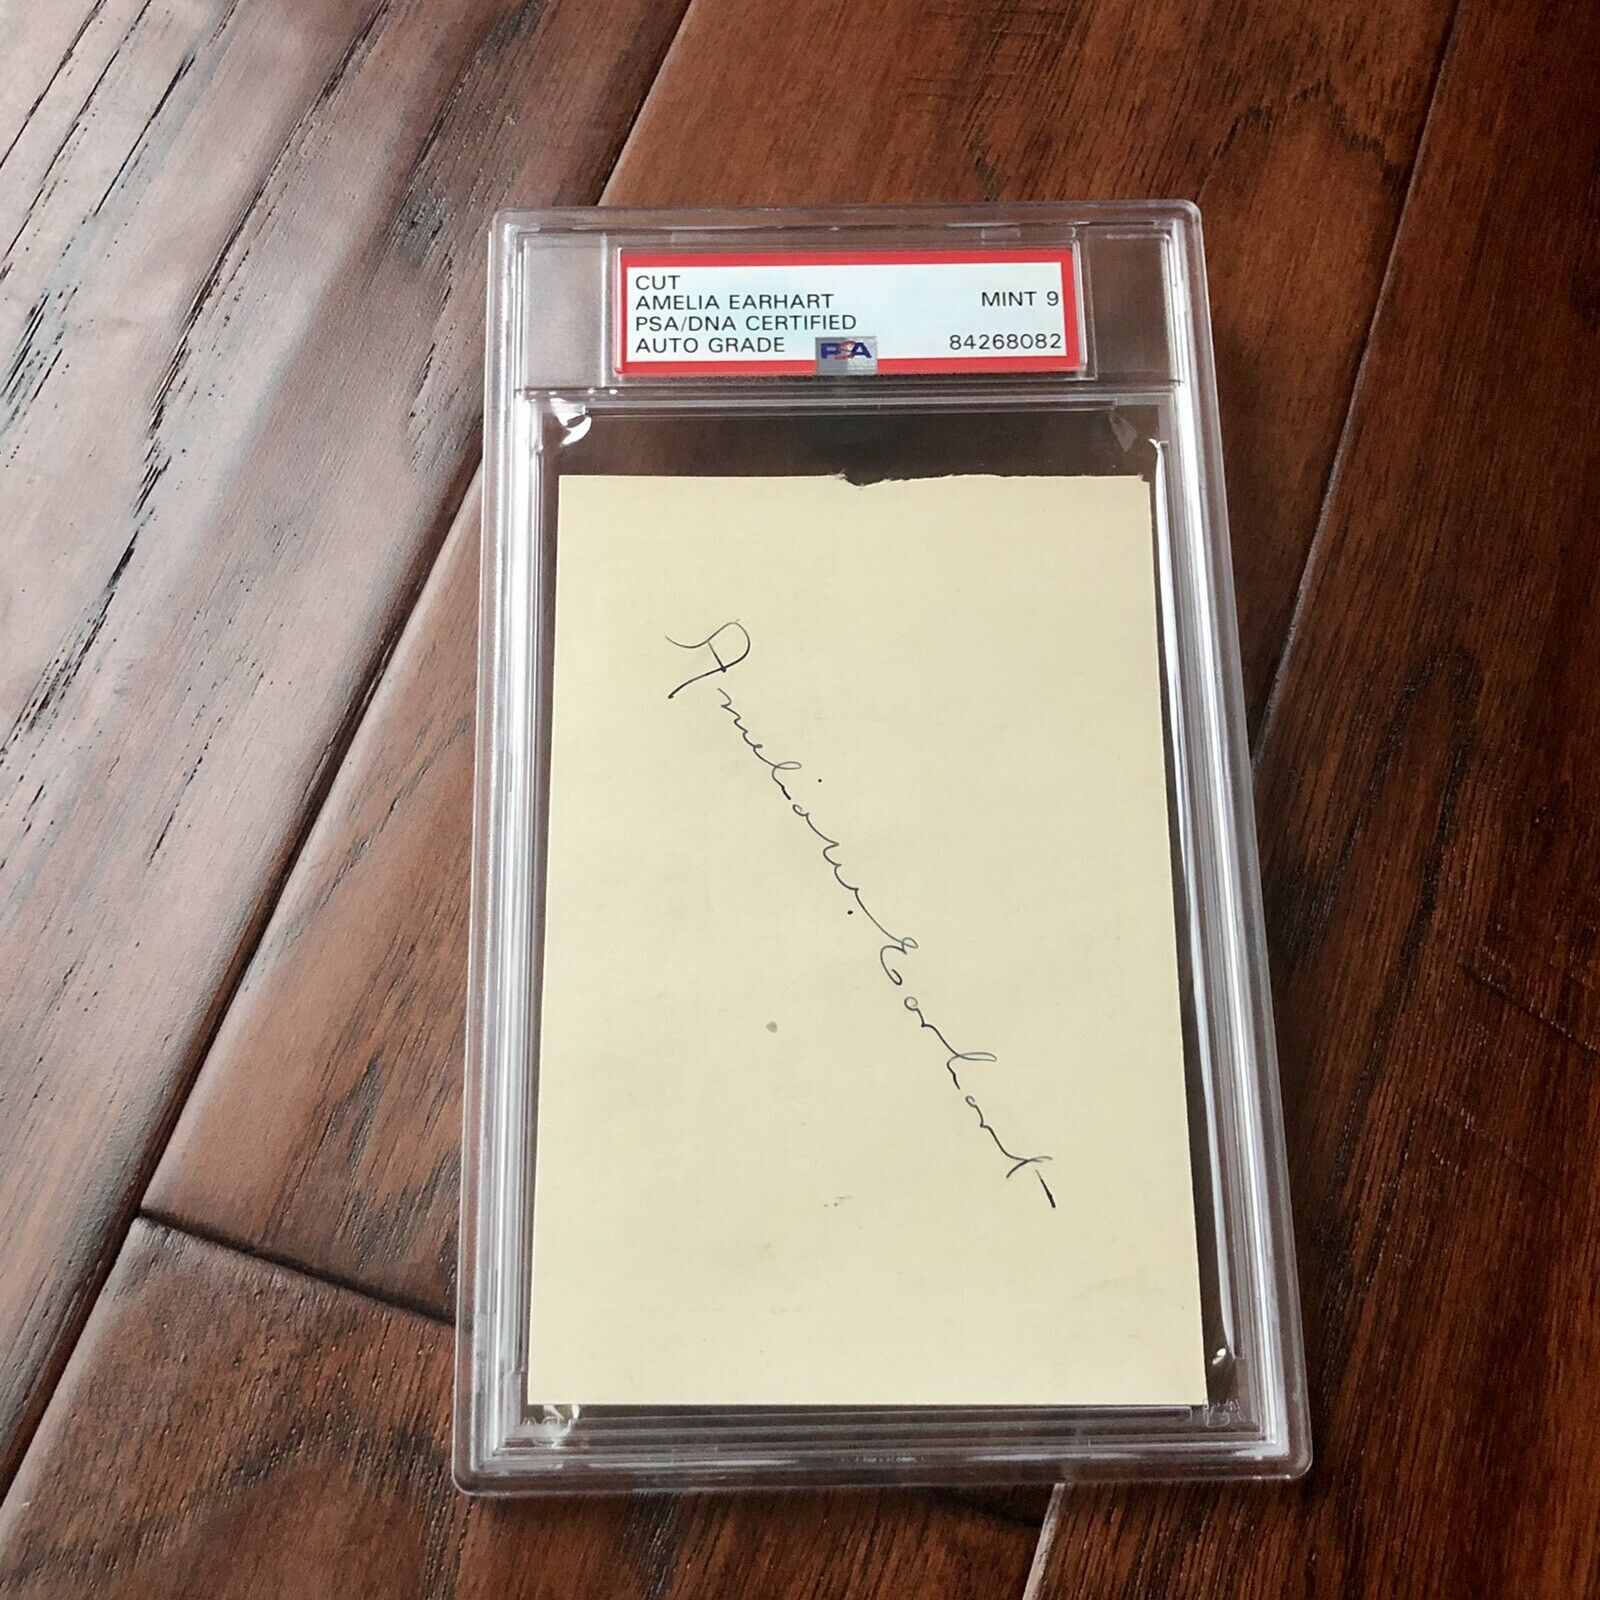 CUT
AMELIA EARHART MINT 9
PSA/DNA CERTIFIED
AUTO GRADE PSA 84268082
Amelia M. Earhart